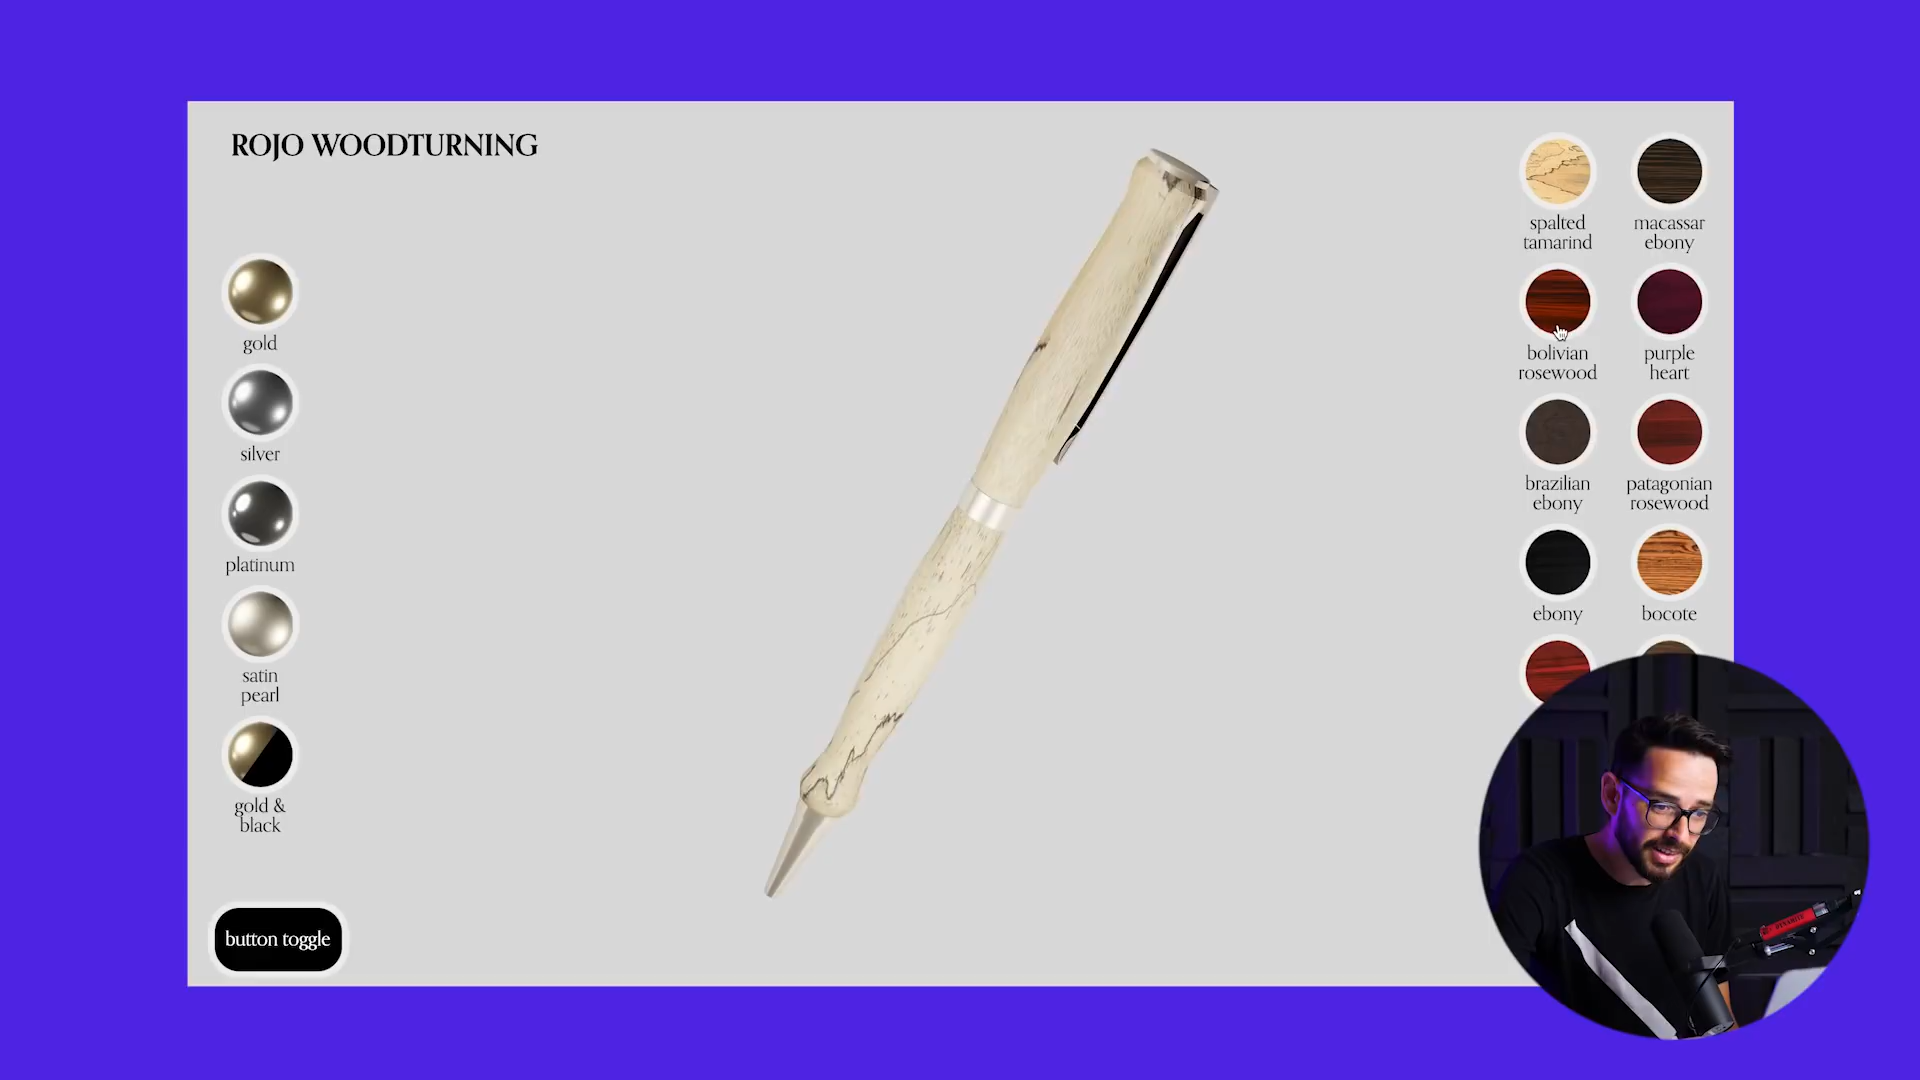 ROJO WOODTURNING
gold
silver
platinum
satin
pearl
gold &
black
button toggle
spalted
tamarind
macassar
ebony
bolivian
rosewood
purple
heart
brazilian
ebony
patagonian
rosewood
ebony
bocote